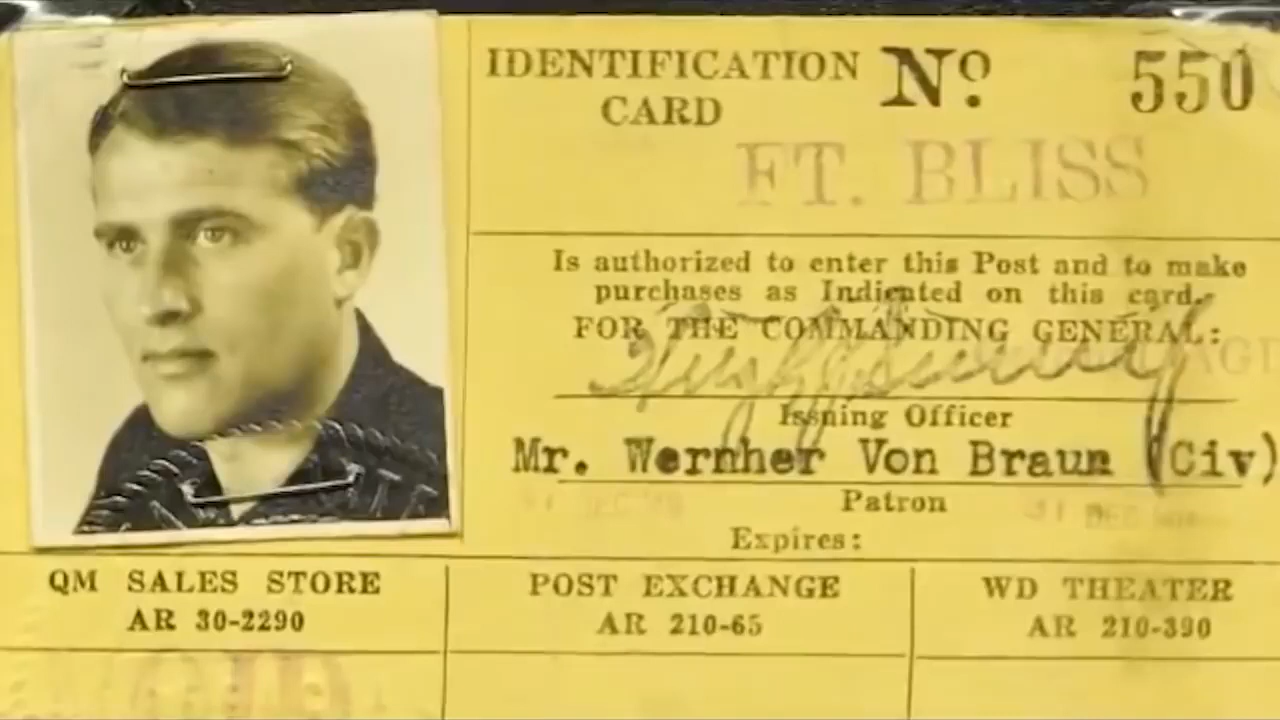 IDENTIFICATION CARD
Nº 550
FT. BLISS
Is authorized to enter this Post and to make
purchases as Indicated on this card.
FOR THE COMMANDING GENERAL:
Issuing Officer
Mr. Wernher Von Braun (Civ)
Patron
Expires:
QM SALES STORE
AR 30-2290
POST EXCHANGE
AR 210-65
WD THEATER
AR 210-390